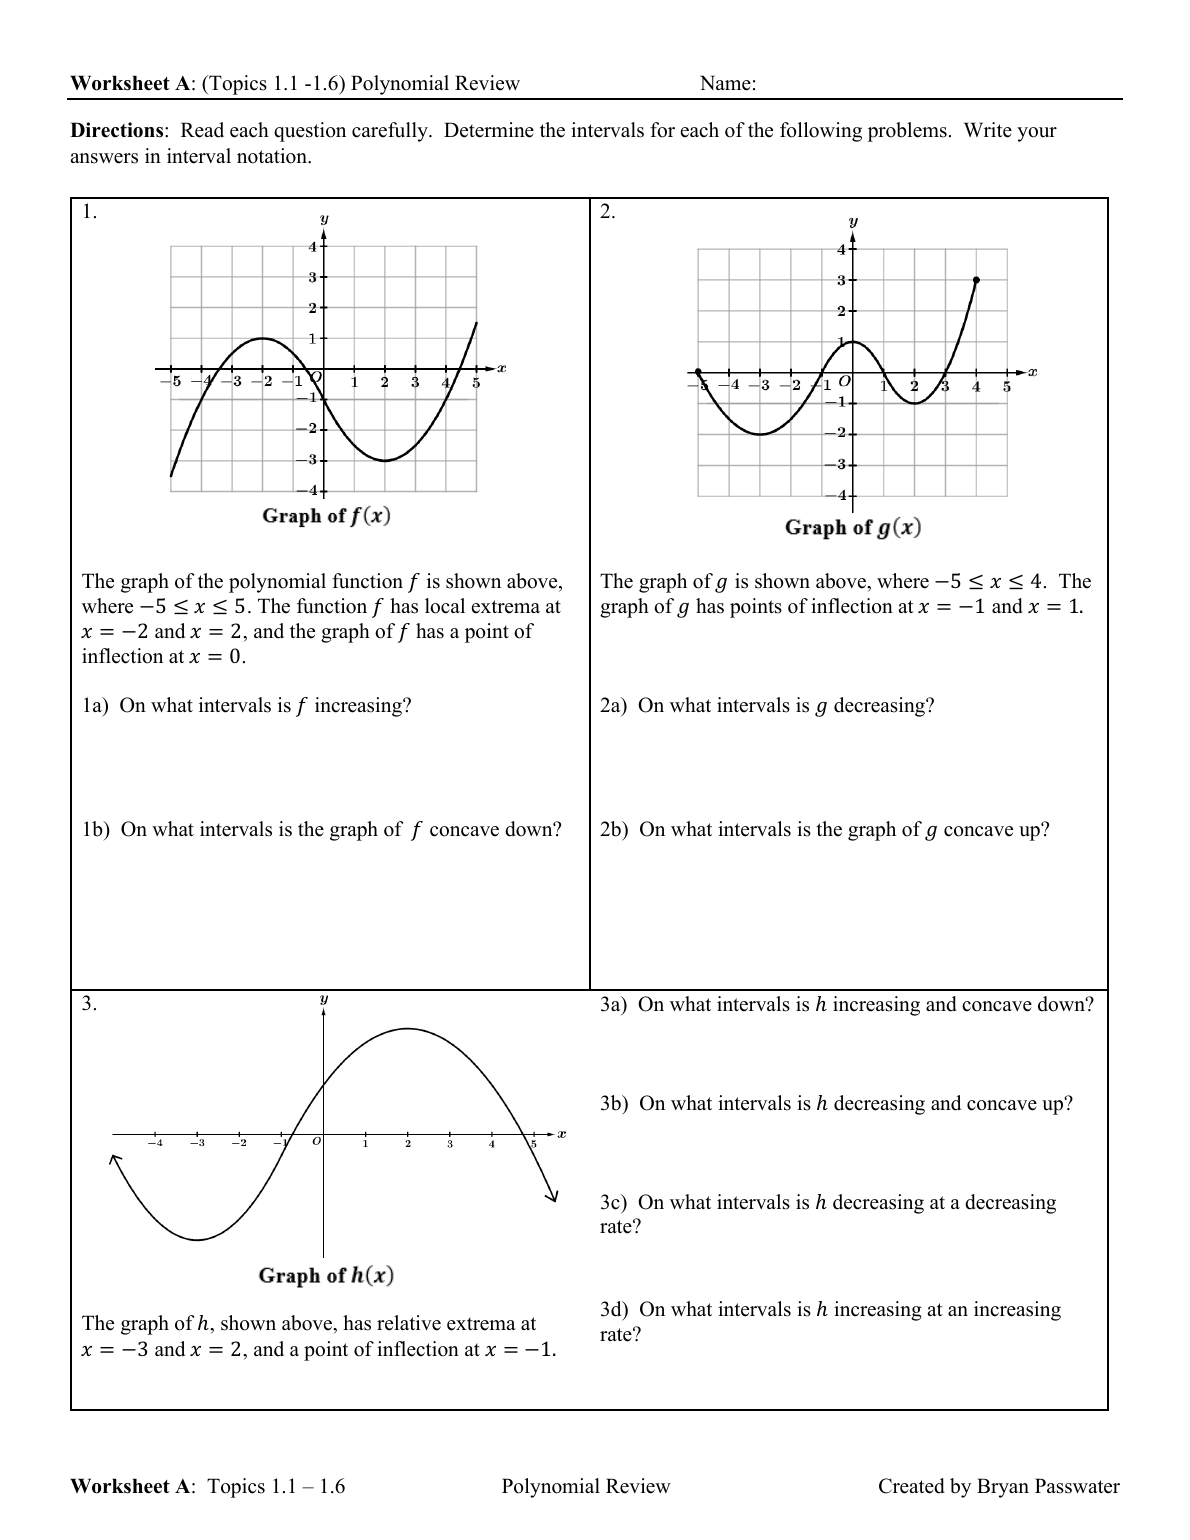 Worksheet A: (Topics 1.1 -1.6) Polynomial Review Name:
Directions: Read each question carefully. Determine the intervals for each of the following problems. Write your
answers in interval notation.
1.
y
4
3
2
1
−5 −4 −3 −2 −1 O 1 2 3 4 5 x
−1
−2
−3
−4
Graph of f(x)
The graph of the polynomial function f is shown above,
where −5 ≤ x ≤ 5. The function f has local extrema at
x = −2 and x = 2, and the graph of f has a point of
inflection at x = 0.
1a) On what intervals is f increasing?
1b) On what intervals is the graph of f concave down?
2.
y
4
3
2
1
−5 −4 −3 −2 −1 O 1 2 3 4 5 x
−1
−2
−3
−4
Graph of g(x)
The graph of g is shown above, where −5 ≤ x ≤ 4. The
graph of g has points of inflection at x = −1 and x = 1.
2a) On what intervals is g decreasing?
2b) On what intervals is the graph of g concave up?
3.
y
−4 −3 −2 −1 O 1 2 3 4 5 x
Graph of h(x)
The graph of h, shown above, has relative extrema at
x = −3 and x = 2, and a point of inflection at x = −1.
3a) On what intervals is h increasing and concave down?
3b) On what intervals is h decreasing and concave up?
3c) On what intervals is h decreasing at a decreasing
rate?
3d) On what intervals is h increasing at an increasing
rate?
Worksheet A: Topics 1.1 – 1.6 Polynomial Review Created by Bryan Passwater